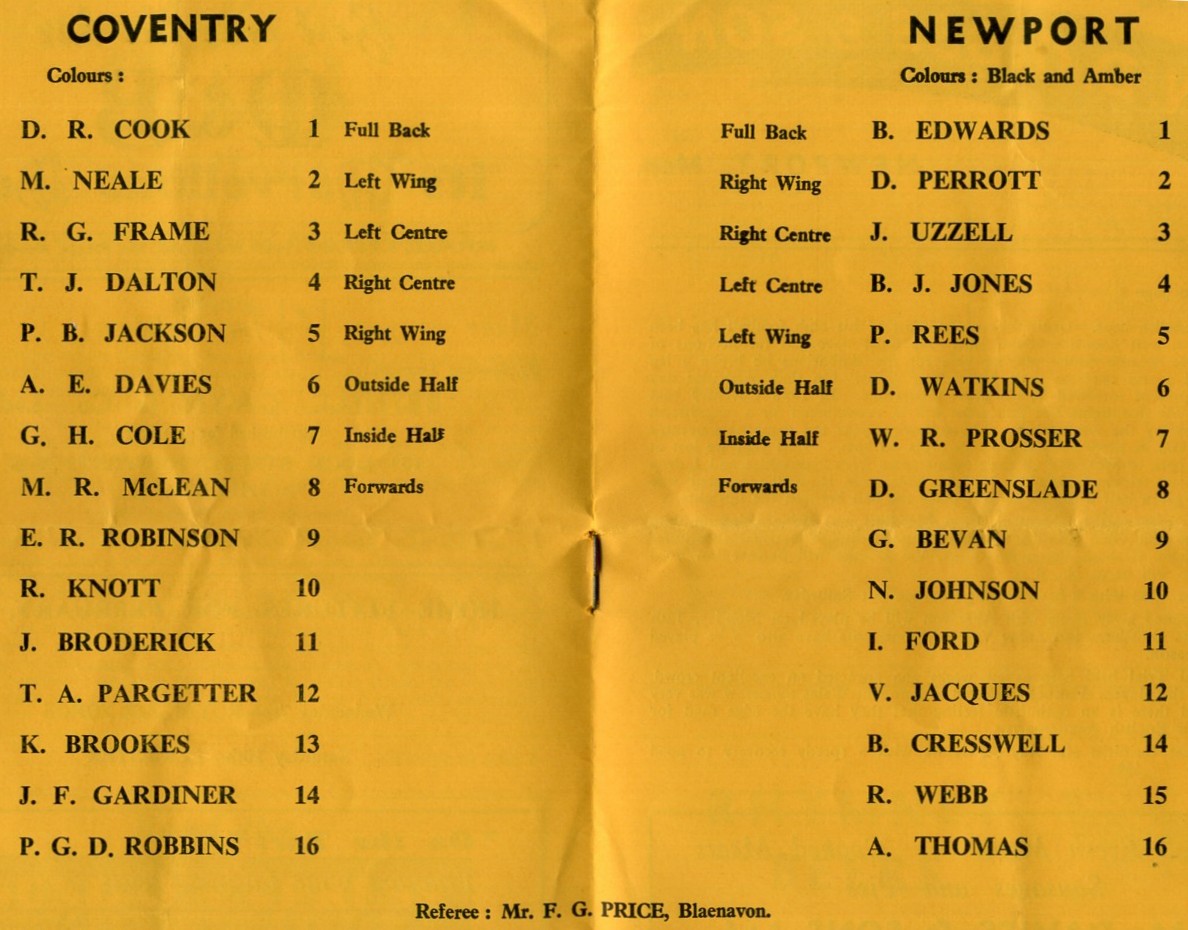 COVENTRY
Colours :
D. R. COOK 1 Full Back
M. NEALE 2 Left Wing
R. G. FRAME 3 Left Centre
T. J. DALTON 4 Right Centre
P. B. JACKSON 5 Right Wing
A. E. DAVIES 6 Outside Half
G. H. COLE 7 Inside Half
M. R. McLEAN 8 Forwards
E. R. ROBINSON 9
R. KNOTT 10
J. BRODERICK 11
T. A. PARGETTER 12
K. BROOKES 13
J. F. GARDINER 14
P. G. D. ROBBINS 16
NEWPORT
Colours : Black and Amber
Full Back B. EDWARDS 1
Right Wing D. PERROTT 2
Right Centre J. UZZELL 3
Left Centre B. J. JONES 4
Left Wing P. REES 5
Outside Half D. WATKINS 6
Inside Half W. R. PROSSER 7
Forwards D. GREENSLADE 8
G. BEVAN 9
N. JOHNSON 10
I. FORD 11
V. JACQUES 12
B. CRESSWELL 14
R. WEBB 15
A. THOMAS 16
Referee : Mr. F. G. PRICE, Blaenavon.